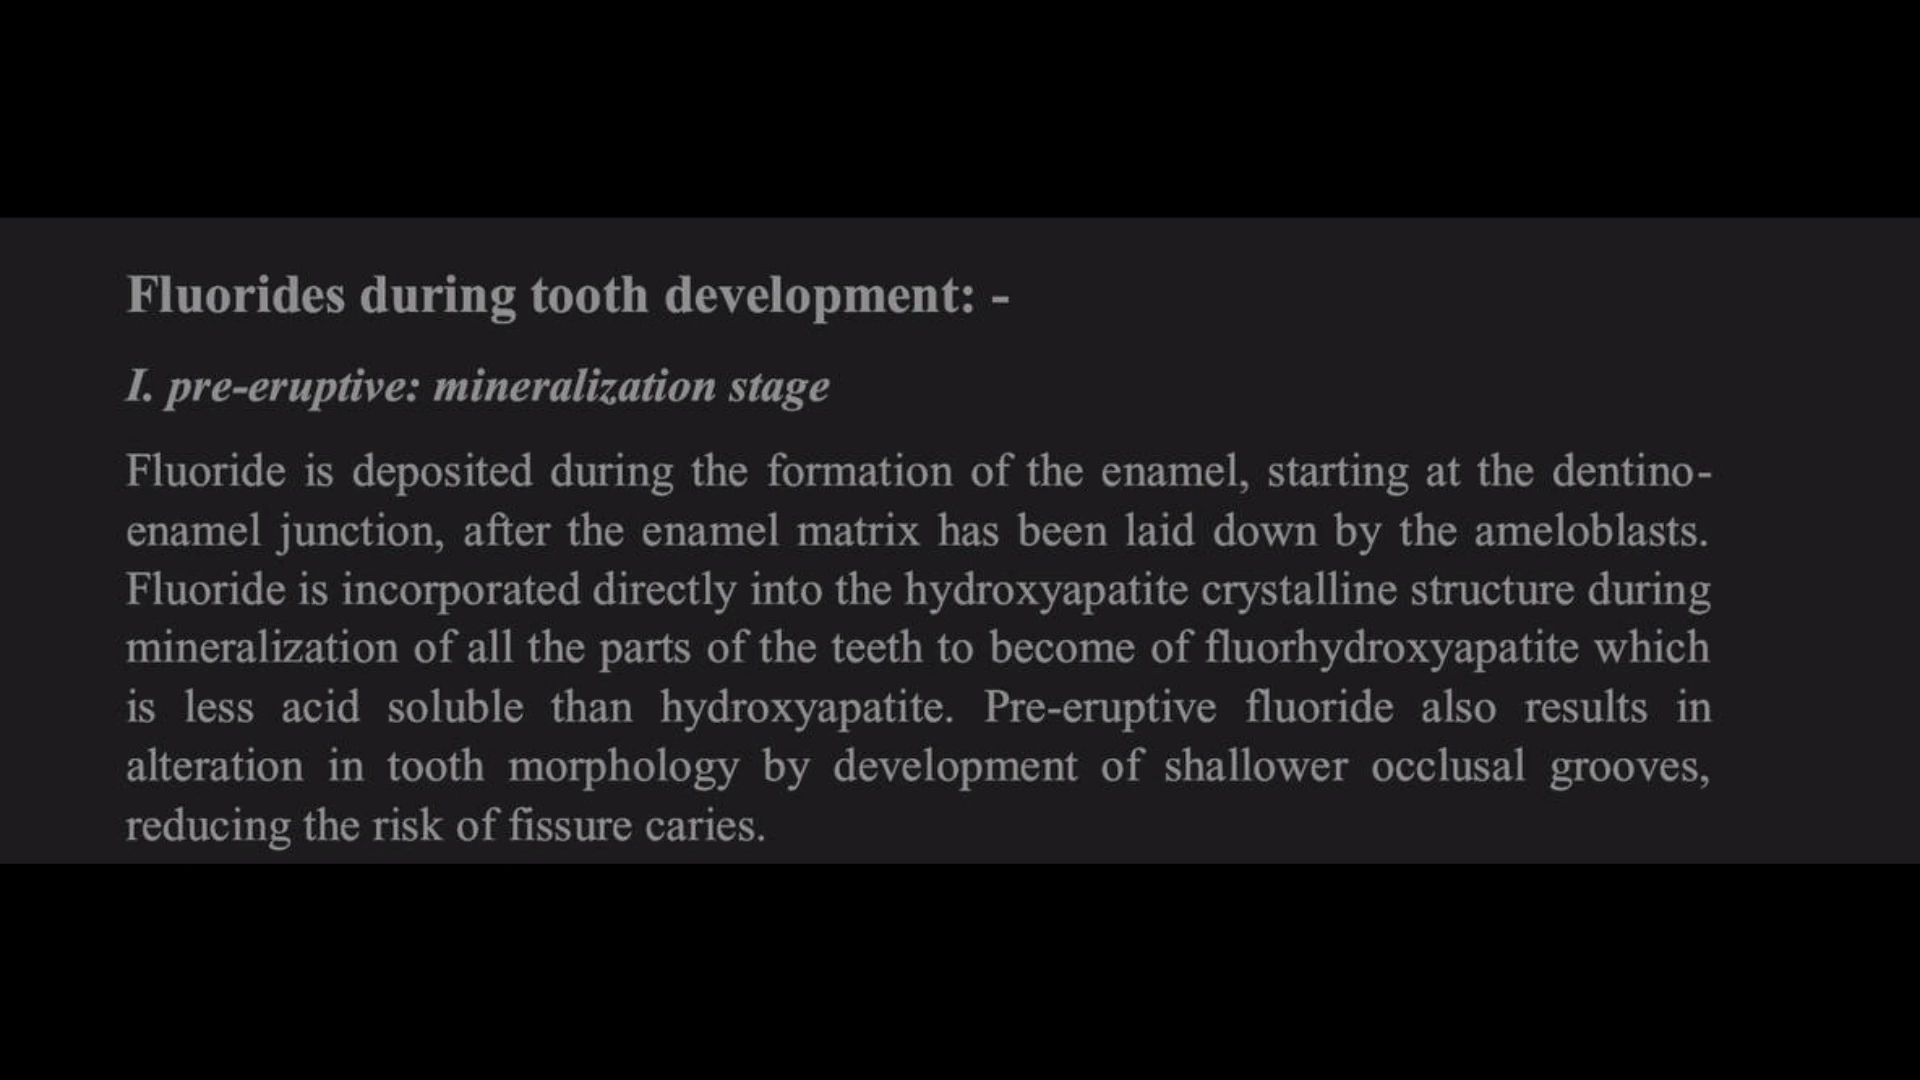 Fluorides during tooth development: -
I. pre-eruptive: mineralization stage
Fluoride is deposited during the formation of the enamel, starting at the dentino-
enamel junction, after the enamel matrix has been laid down by the ameloblasts.
Fluoride is incorporated directly into the hydroxyapatite crystalline structure during
mineralization of all the parts of the teeth to become of fluorhydroxyapatite which
is less acid soluble than hydroxyapatite. Pre-eruptive fluoride also results in
alteration in tooth morphology by development of shallower occlusal grooves,
reducing the risk of fissure caries.